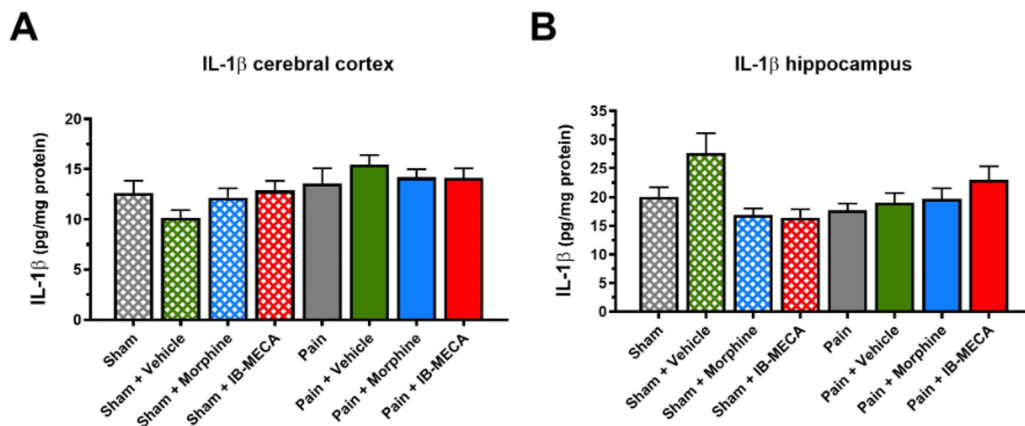 A
IL-1β cerebral cortex
IL-1β (pg/mg protein)
20
15
10
5
0
Sham
Sham + Vehicle
Sham + Morphine
Sham + IB-MECA
Pain
Pain + Vehicle
Pain + Morphine
Pain + IB-MECA
B
IL-1β hippocampus
IL-1β (pg/mg protein)
35
30
25
20
15
10
5
0
Sham
Sham + Vehicle
Sham + Morphine
Sham + IB-MECA
Pain
Pain + Vehicle
Pain + Morphine
Pain + IB-MECA